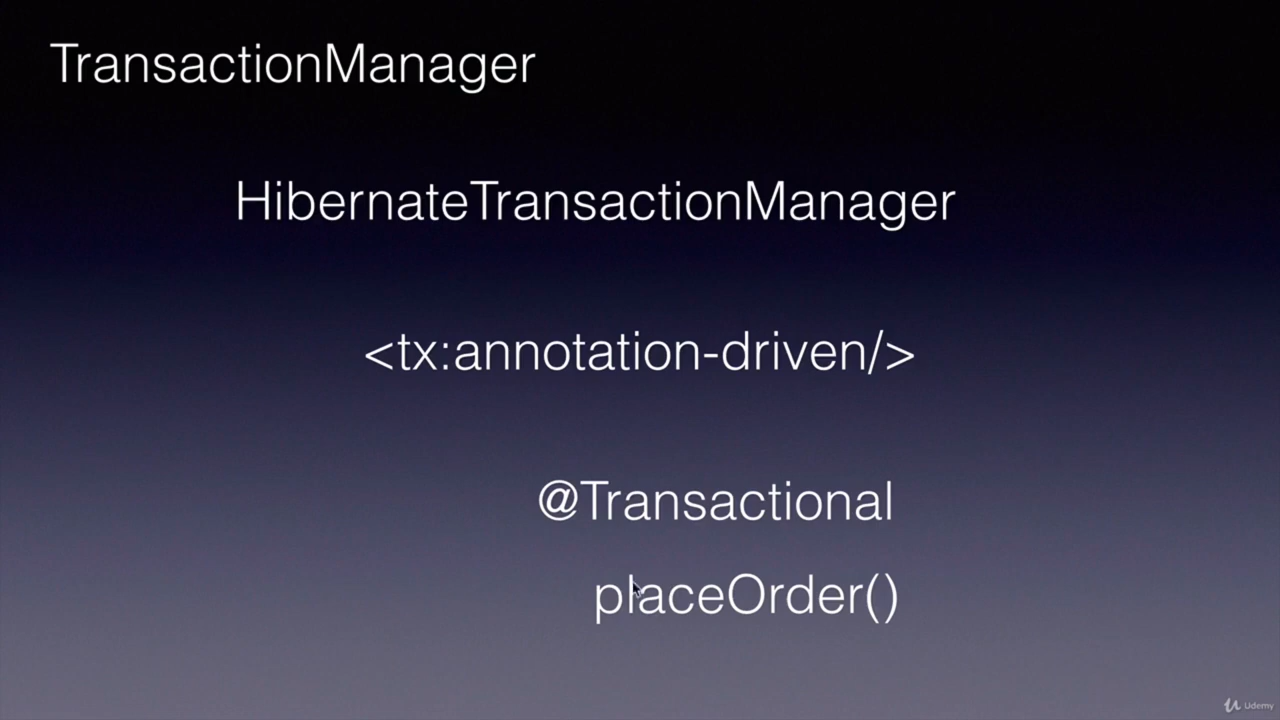 TransactionManager
HibernateTransactionManager
<tx:annotation-driven/>
@Transactional
placeOrder()
Udemy